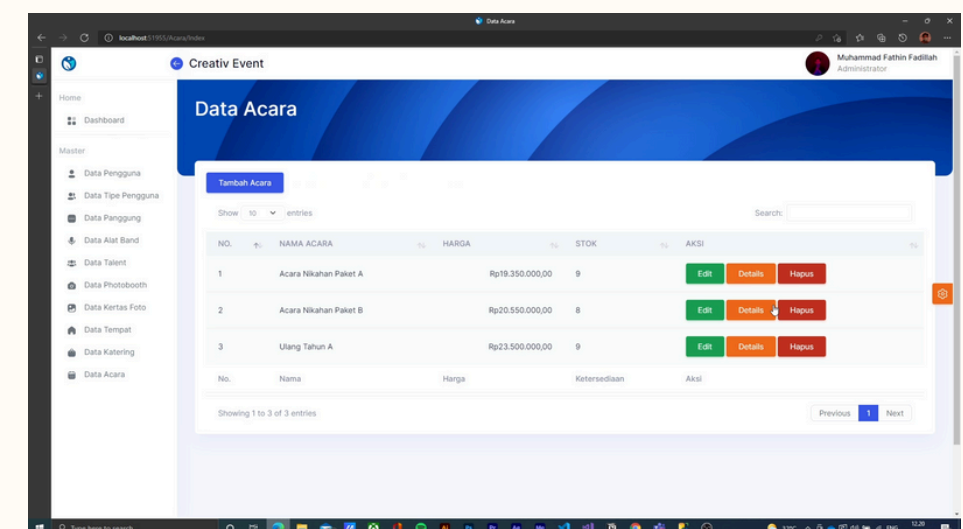 Data Acara
localhost:51955/Acara/Index
Creativ Event
Muhammad Fathin Fadillah
Administrator
Home
Dashboard
Master
Data Pengguna
Data Tipe Pengguna
Data Panggung
Data Alat Band
Data Talent
Data Photobooth
Data Kertas Foto
Data Tempat
Data Katering
Data Acara
Data Acara
Tambah Acara
Show 10 entries
Search:
NO. NAMA ACARA HARGA STOK AKSI
1 Acara Nikahan Paket A Rp19.350.000,00 9 Edit Details Hapus
2 Acara Nikahan Paket B Rp20.550.000,00 8 Edit Details Hapus
3 Ulang Tahun A Rp23.500.000,00 9 Edit Details Hapus
No. Nama Harga Ketersediaan Aksi
Showing 1 to 3 of 3 entries
Previous 1 Next
Type here to search
12.28